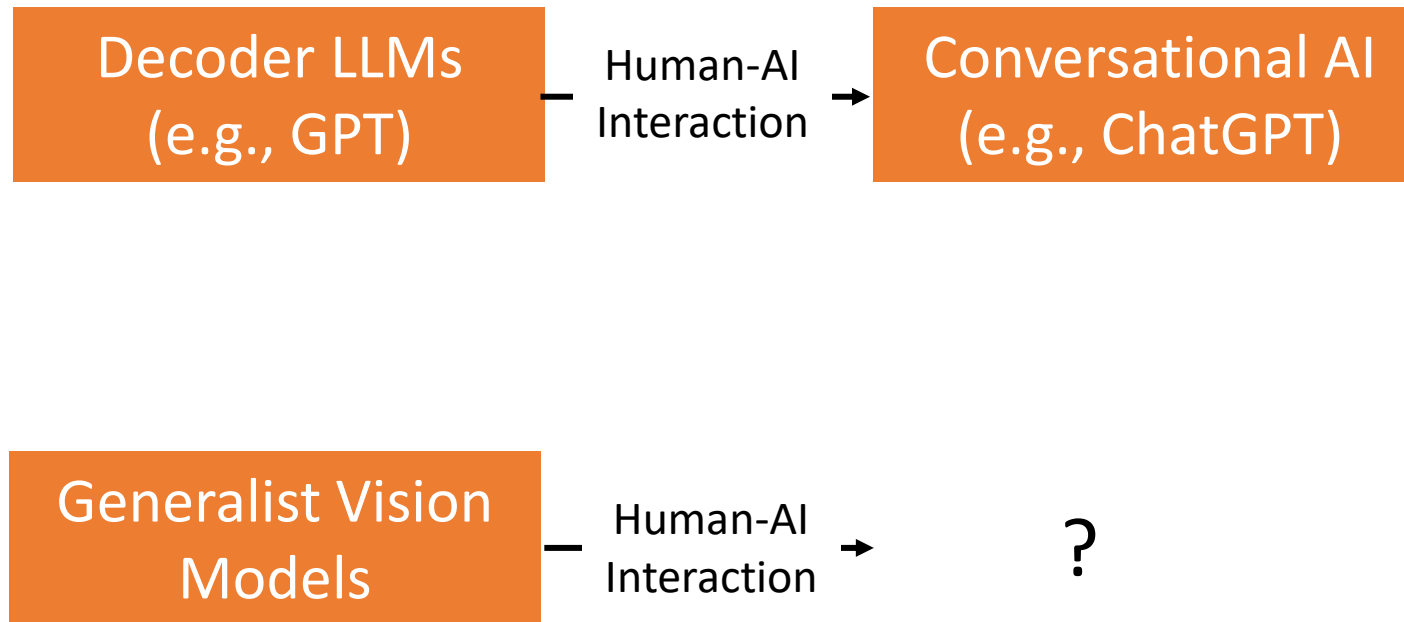 Decoder LLMs
(e.g., GPT)
Human-AI
Interaction
Conversational AI
(e.g., ChatGPT)
Generalist Vision
Models
Human-AI
Interaction
?